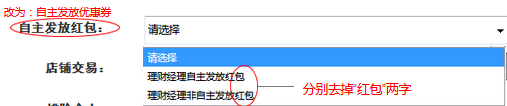 改为：自主发放优惠券
自主发放红包： 请选择
请选择
店铺交易： 理财经理自主发放红包
理财经理非自主发放红包
分别去掉“红包”两字